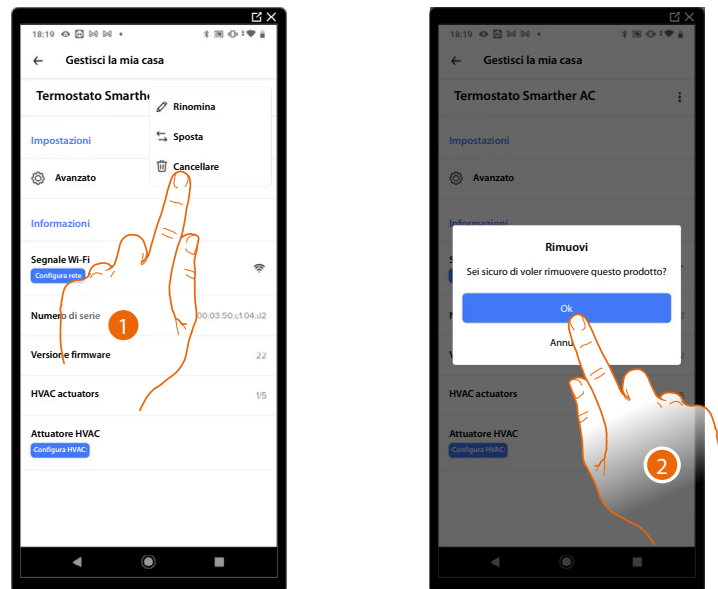 18:19
Gestisci la mia casa
Termostato Smarthe
Rinomina
Sposta
Cancellare
Impostazioni
Avanzato
Informazioni
Segnale Wi-Fi
Configura rete
Numero di serie 00:03:50:c1:04:d2
Versione firmware 22
HVAC actuators 1/5
Attuatore HVAC
Configura HVAC:
1
18:19
Gestisci la mia casa
Termostato Smarther AC
Impostazioni
Avanzato
Informazioni
Rimuovi
Sei sicuro di voler rimuovere questo prodotto?
Ok
Annu
HVAC actuators
Attuatore HVAC
Configura HVAC:
2